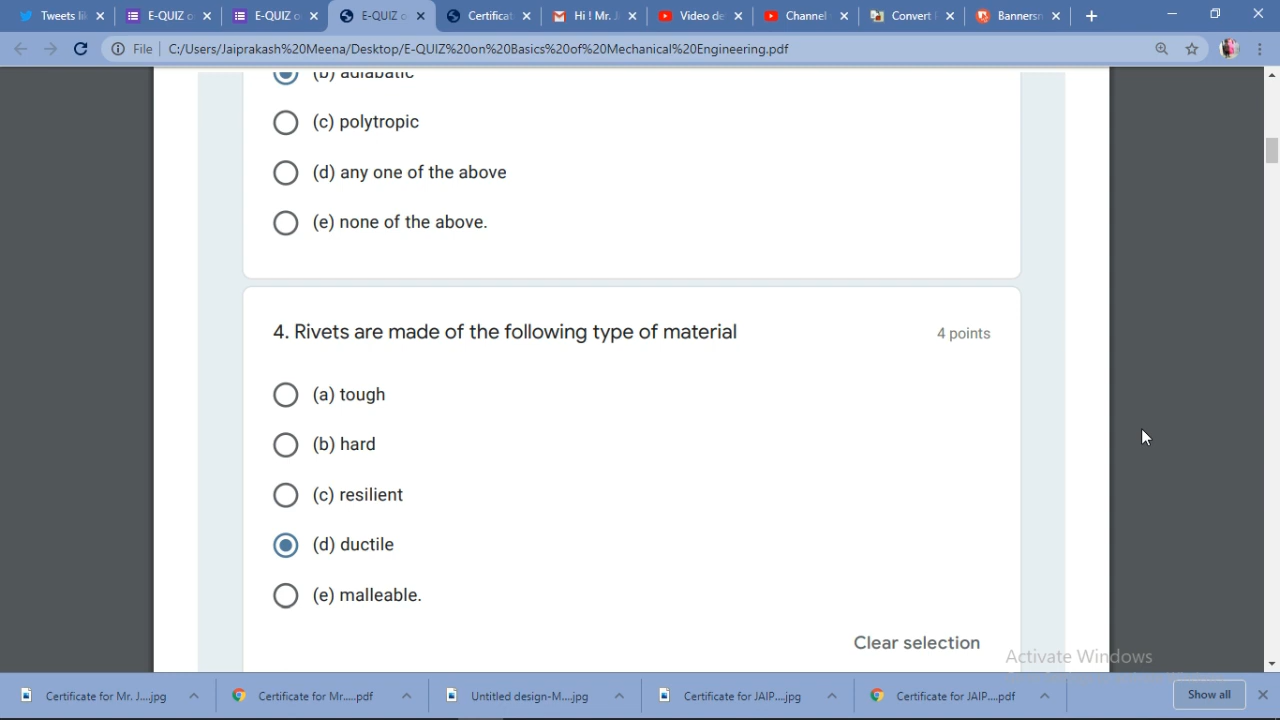 Tweets li
E-QUIZ o
E-QUIZ o
E-QUIZ o
Certificat
Hi ! Mr. J
Video de
Channel
Convert
Bannersn
File
C:/Users/Jaiprakash%20Meena/Desktop/E-QUIZ%20on%20Basics%20of%20Mechanical%20Engineering.pdf
(b) adiabatic
(c) polytropic
(d) any one of the above
(e) none of the above.
4. Rivets are made of the following type of material
4 points
(a) tough
(b) hard
(c) resilient
(d) ductile
(e) malleable.
Clear selection
Activate Windows
Certificate for Mr. J....jpg
Certificate for Mr.....pdf
Untitled design-M....jpg
Certificate for JAIP....jpg
Certificate for JAIP....pdf
Show all